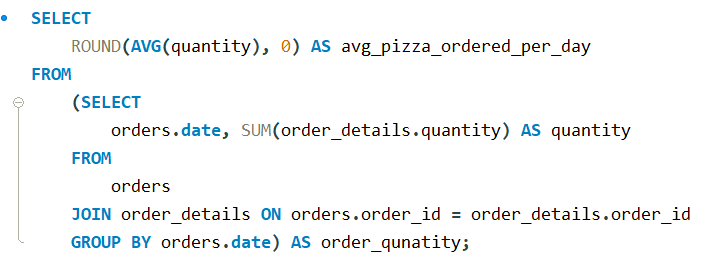 SELECT
ROUND(AVG(quantity), 0) AS avg_pizza_ordered_per_day
FROM
(SELECT
orders.date, SUM(order_details.quantity) AS quantity
FROM
orders
JOIN order_details ON orders.order_id = order_details.order_id
GROUP BY orders.date) AS order_qunatity;